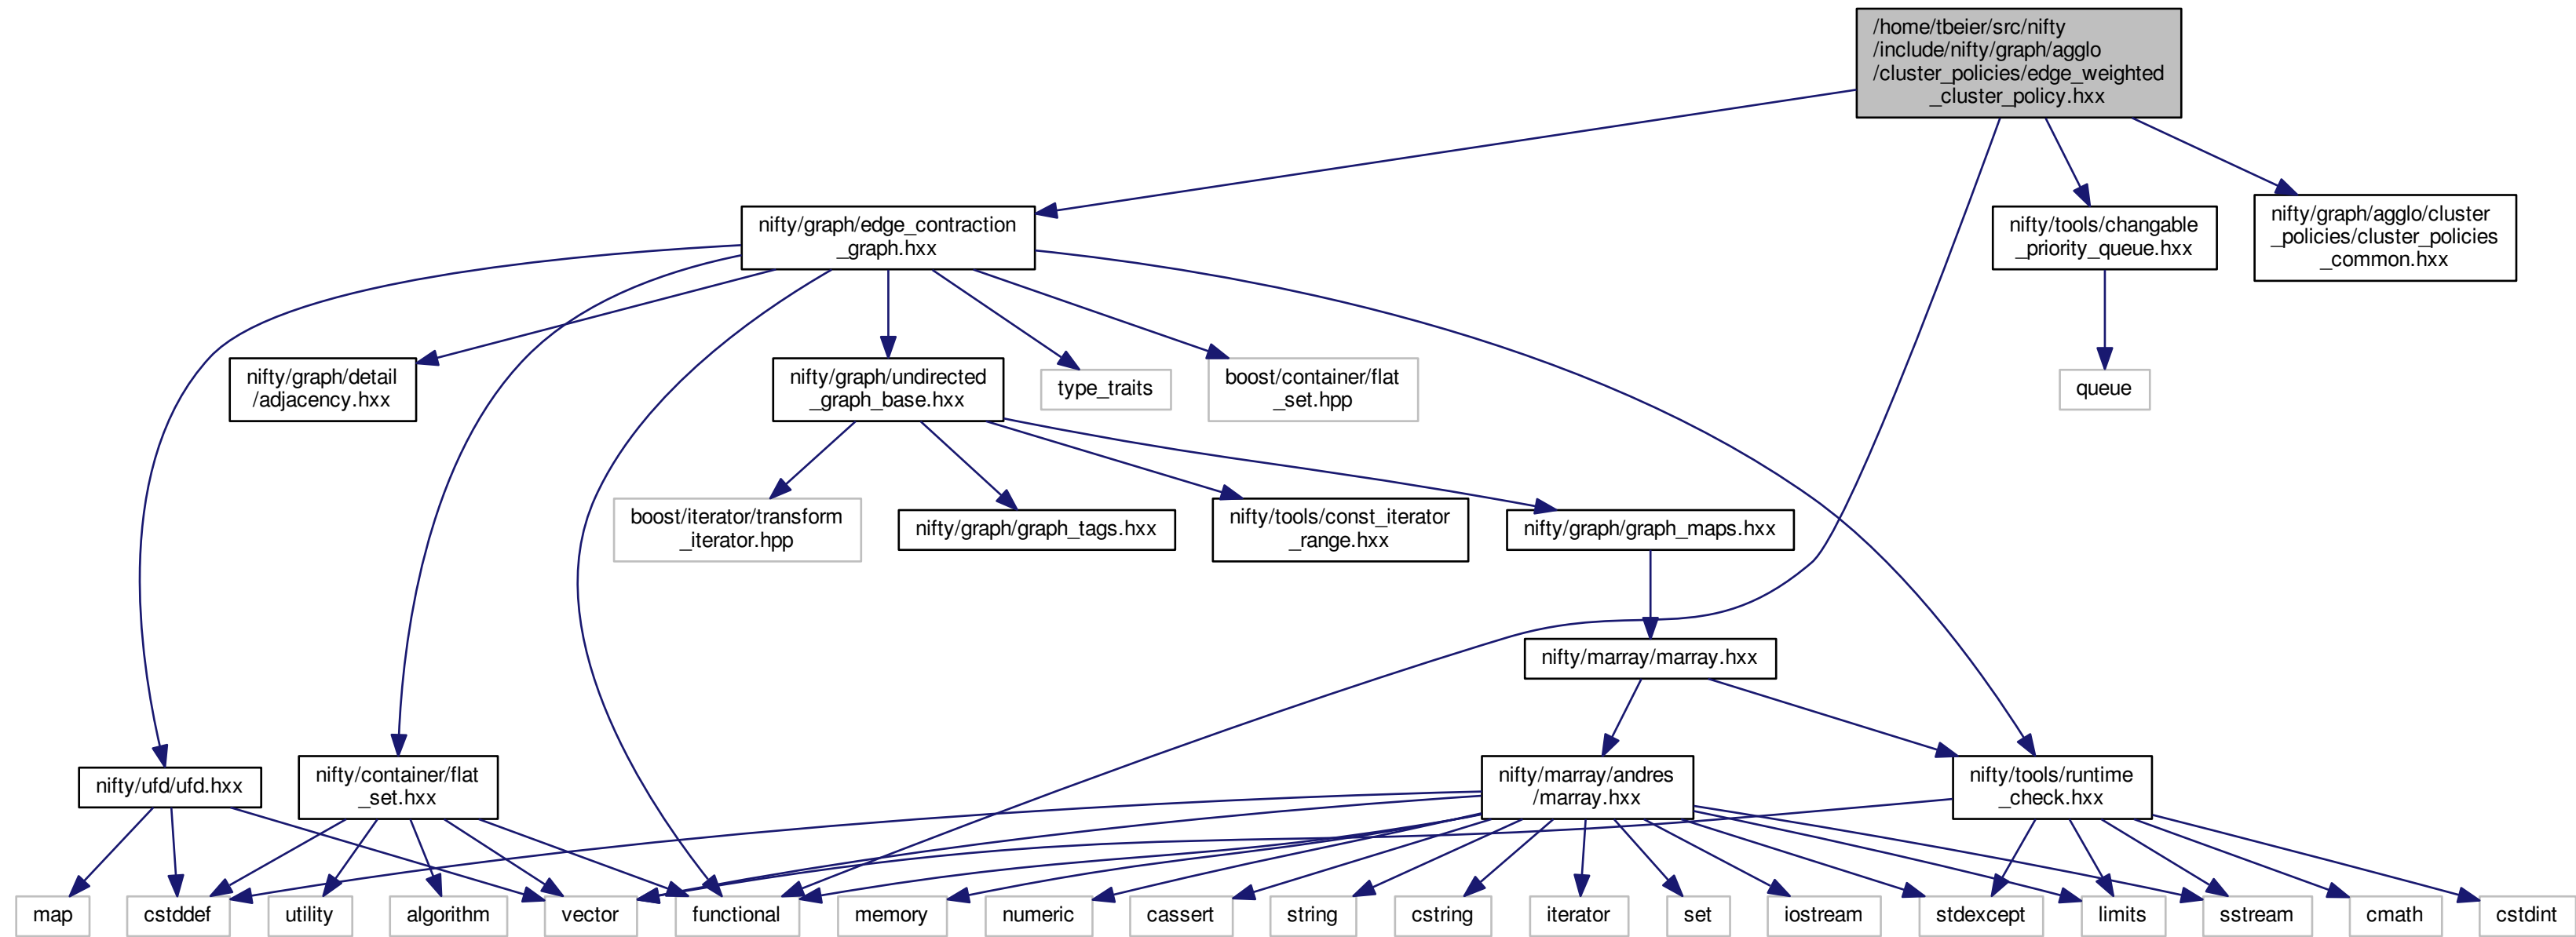 /home/tbeier/src/nifty
/include/nifty/graph/agglo
/cluster_policies/edge_weighted
_cluster_policy.hxx
nifty/graph/edge_contraction
_graph.hxx
nifty/tools/changable
_priority_queue.hxx
nifty/graph/agglo/cluster
_policies/cluster_policies
_common.hxx
nifty/graph/detail
/adjacency.hxx
nifty/graph/undirected
_graph_base.hxx
type_traits
boost/container/flat
_set.hpp
queue
boost/iterator/transform
_iterator.hpp
nifty/graph/graph_tags.hxx
nifty/tools/const_iterator
_range.hxx
nifty/graph/graph_maps.hxx
nifty/marray/marray.hxx
nifty/ufd/ufd.hxx
nifty/container/flat
_set.hxx
nifty/marray/andres
/marray.hxx
nifty/tools/runtime
_check.hxx
map
cstddef
utility
algorithm
vector
functional
memory
numeric
cassert
string
cstring
iterator
set
iostream
stdexcept
limits
sstream
cmath
cstdint